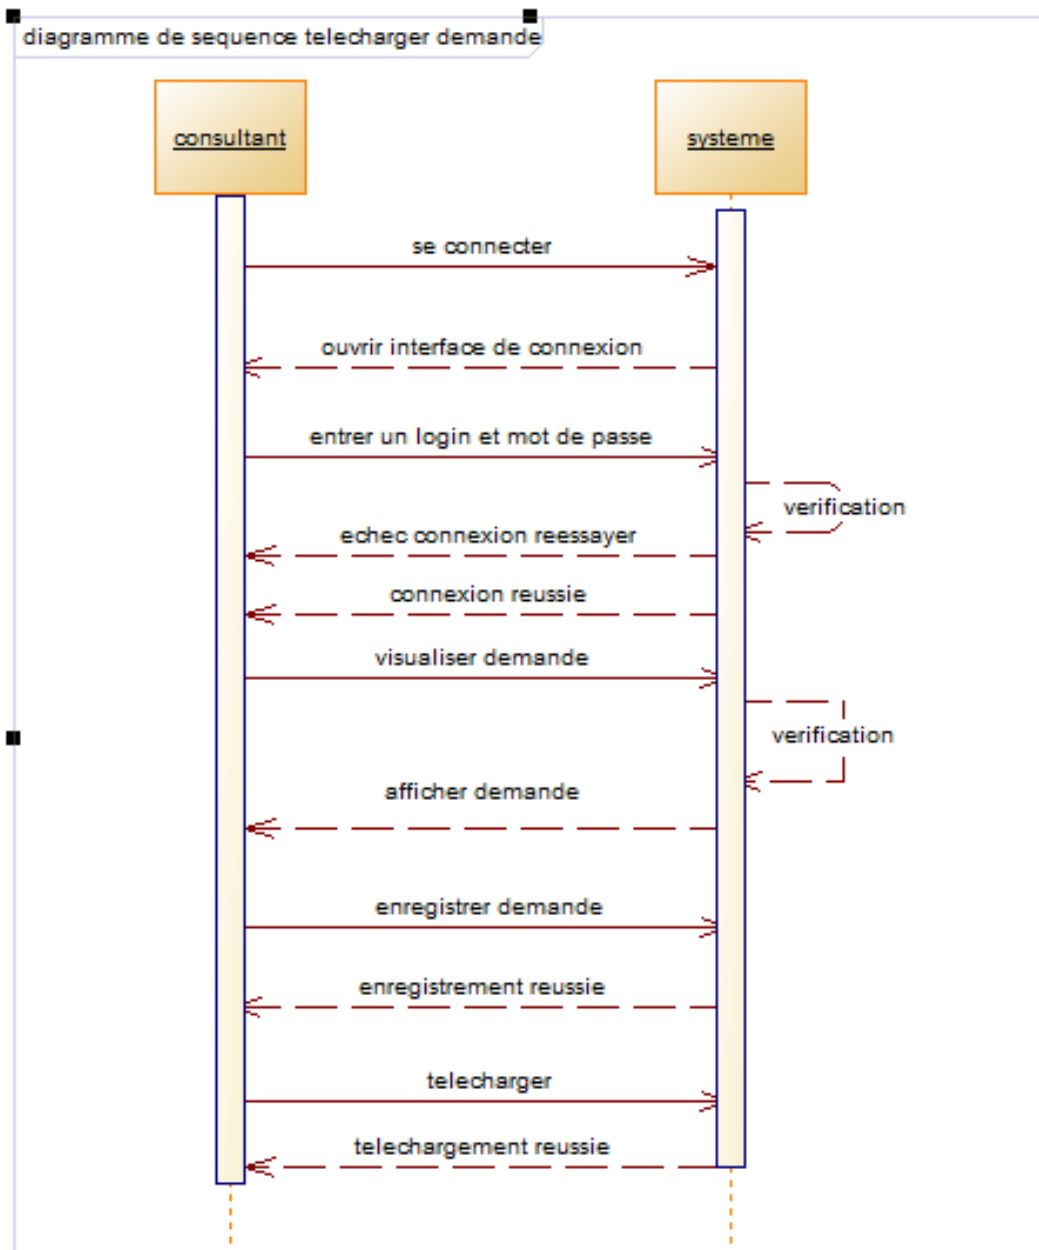 diagramme de sequence telecharger demande
consultant
systeme
se connecter
ouvrir interface de connexion
entrer un login et mot de passe
verification
echec connexion reessayer
connexion reussie
visualiser demande
verification
afficher demande
enregistrer demande
enregistrement reussie
telecharger
telechargement reussie